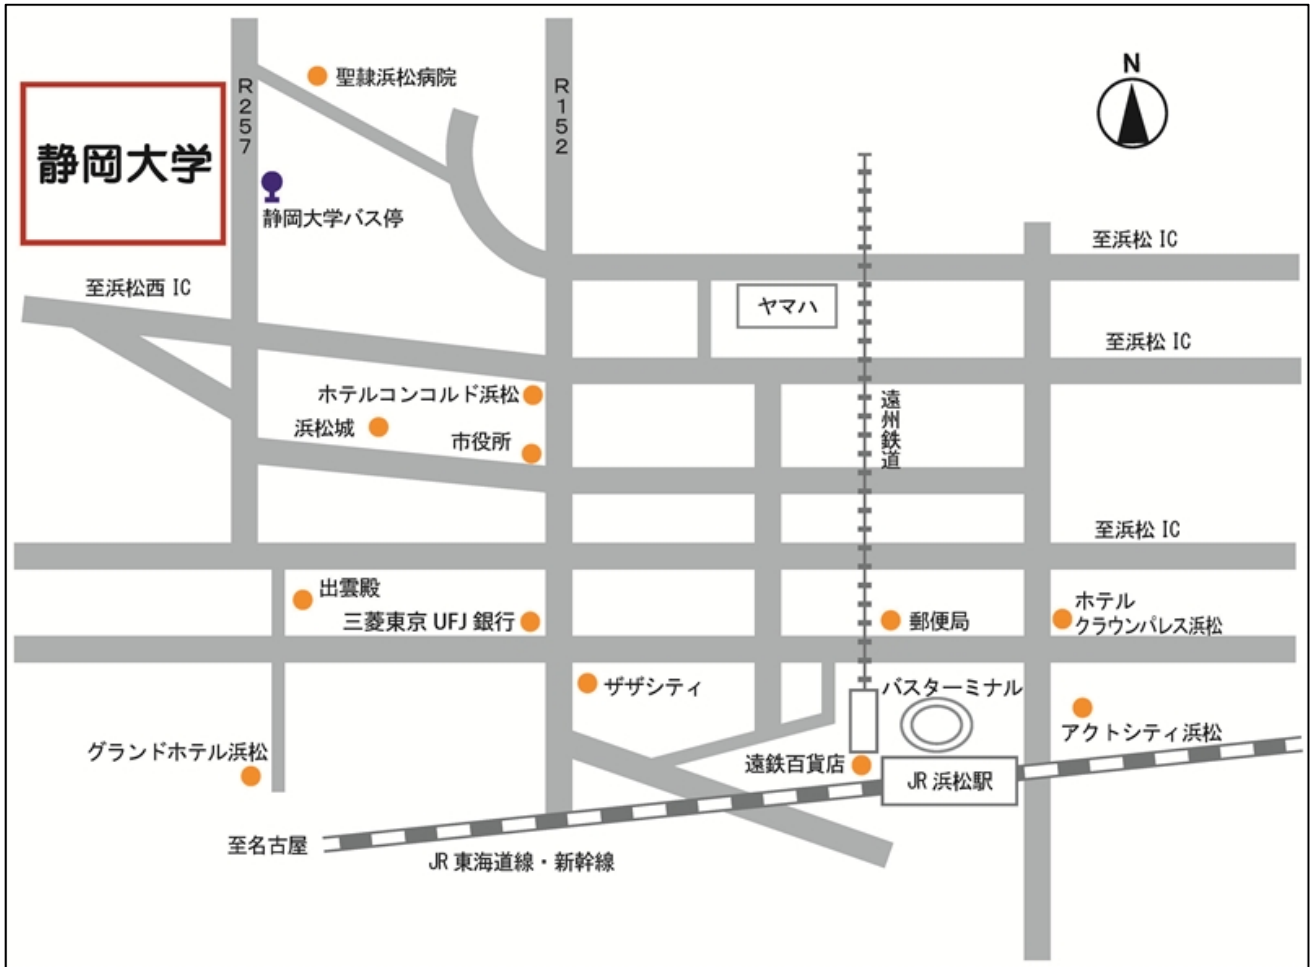 聖隷浜松病院
R257
R152
N
静岡大学
静岡大学バス停
至浜松 IC
至浜松西 IC
ヤマハ
至浜松 IC
ホテルコンコルド浜松
遠州鉄道
浜松城
市役所
至浜松 IC
出雲殿
ホテル
クラウンパレス浜松
三菱東京 UFJ 銀行
郵便局
ザザシティ
バスターミナル
アクトシティ浜松
グランドホテル浜松
遠鉄百貨店
JR 浜松駅
至名古屋
JR 東海道線・新幹線